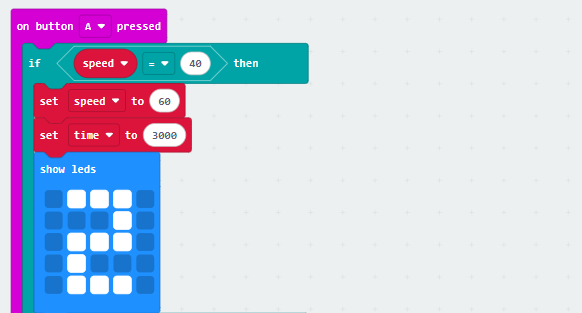 on button A pressed
if speed = 40 then
set speed to 60
set time to 3000
show leds